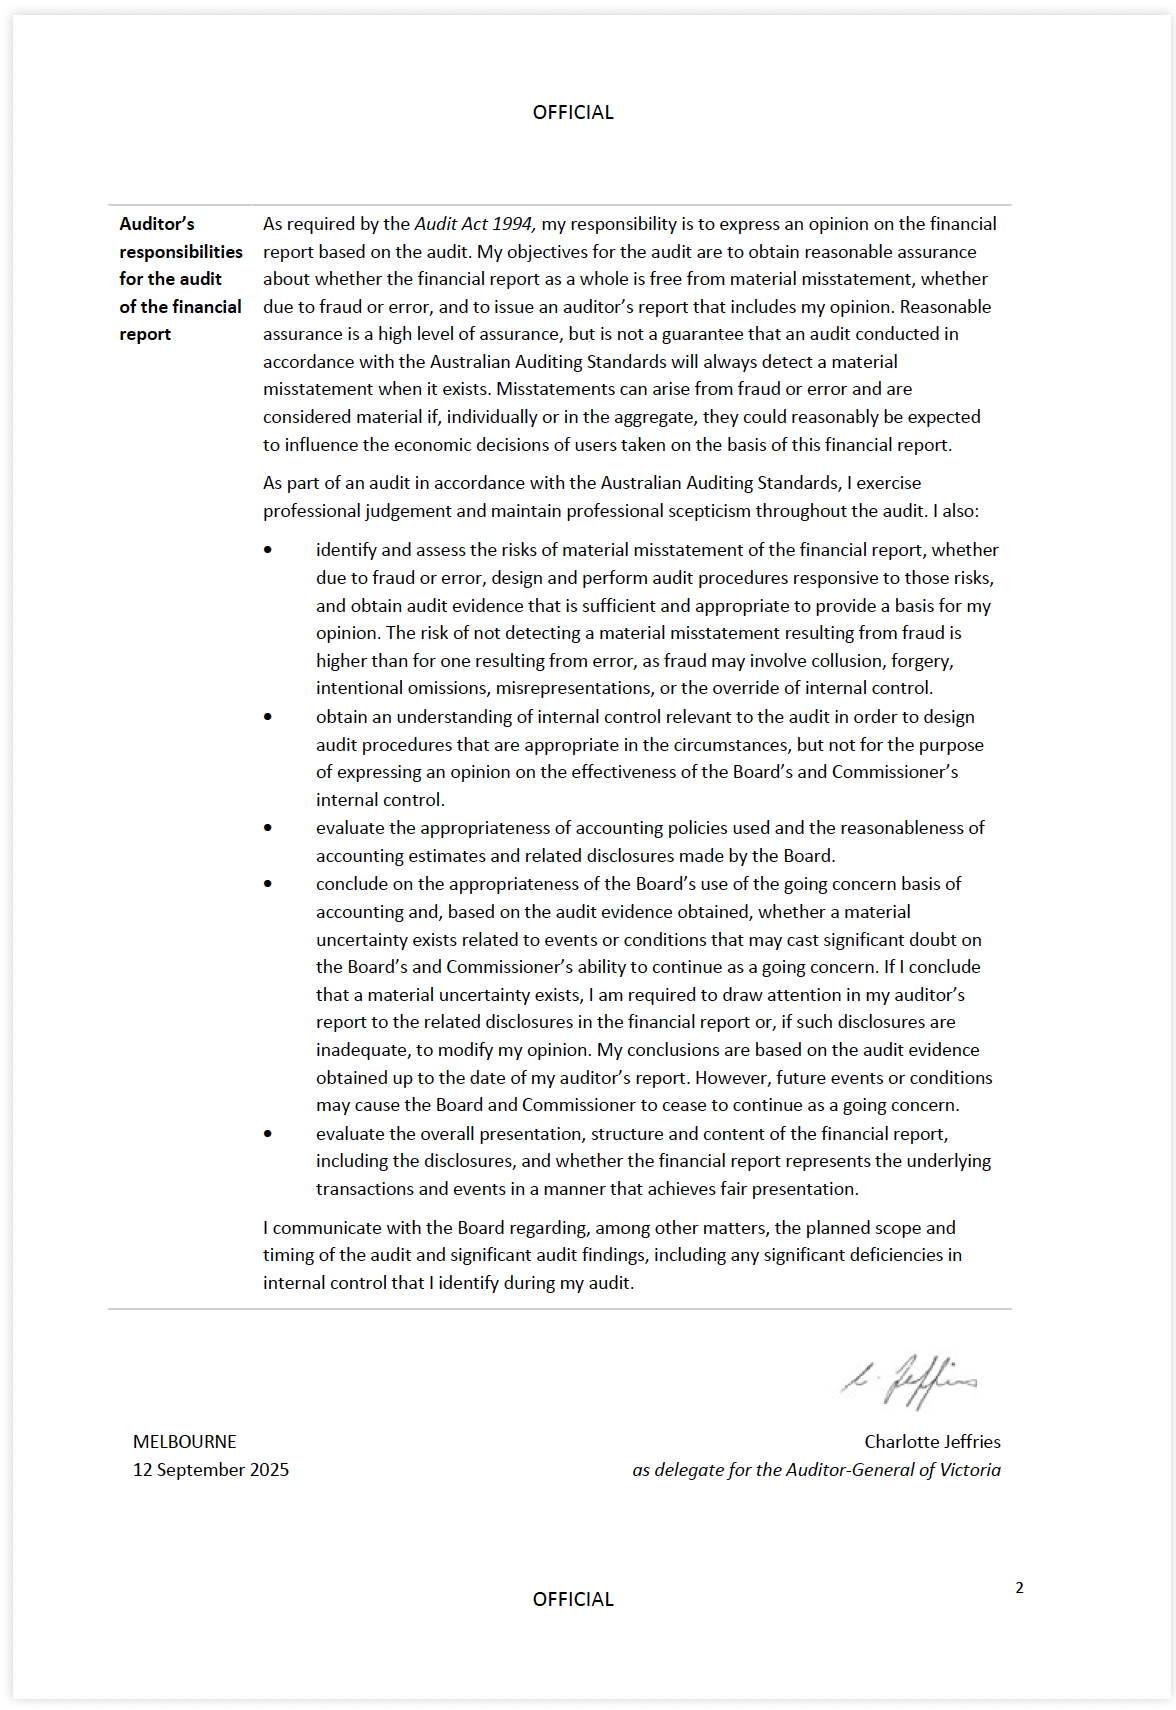 OFFICIAL
Auditor’s
responsibilities
for the audit
of the financial
report
As required by the Audit Act 1994, my responsibility is to express an opinion on the financial
report based on the audit. My objectives for the audit are to obtain reasonable assurance
about whether the financial report as a whole is free from material misstatement, whether
due to fraud or error, and to issue an auditor’s report that includes my opinion. Reasonable
assurance is a high level of assurance, but is not a guarantee that an audit conducted in
accordance with the Australian Auditing Standards will always detect a material
misstatement when it exists. Misstatements can arise from fraud or error and are
considered material if, individually or in the aggregate, they could reasonably be expected
to influence the economic decisions of users taken on the basis of this financial report.
As part of an audit in accordance with the Australian Auditing Standards, I exercise
professional judgement and maintain professional scepticism throughout the audit. I also:
• identify and assess the risks of material misstatement of the financial report, whether
due to fraud or error, design and perform audit procedures responsive to those risks,
and obtain audit evidence that is sufficient and appropriate to provide a basis for my
opinion. The risk of not detecting a material misstatement resulting from fraud is
higher than for one resulting from error, as fraud may involve collusion, forgery,
intentional omissions, misrepresentations, or the override of internal control.
• obtain an understanding of internal control relevant to the audit in order to design
audit procedures that are appropriate in the circumstances, but not for the purpose
of expressing an opinion on the effectiveness of the Board’s and Commissioner’s
internal control.
• evaluate the appropriateness of accounting policies used and the reasonableness of
accounting estimates and related disclosures made by the Board.
• conclude on the appropriateness of the Board’s use of the going concern basis of
accounting and, based on the audit evidence obtained, whether a material
uncertainty exists related to events or conditions that may cast significant doubt on
the Board’s and Commissioner’s ability to continue as a going concern. If I conclude
that a material uncertainty exists, I am required to draw attention in my auditor’s
report to the related disclosures in the financial report or, if such disclosures are
inadequate, to modify my opinion. My conclusions are based on the audit evidence
obtained up to the date of my auditor’s report. However, future events or conditions
may cause the Board and Commissioner to cease to continue as a going concern.
• evaluate the overall presentation, structure and content of the financial report,
including the disclosures, and whether the financial report represents the underlying
transactions and events in a manner that achieves fair presentation.
I communicate with the Board regarding, among other matters, the planned scope and
timing of the audit and significant audit findings, including any significant deficiencies in
internal control that I identify during my audit.
C. Jeffries
MELBOURNE
12 September 2025
Charlotte Jeffries
as delegate for the Auditor-General of Victoria
2
OFFICIAL